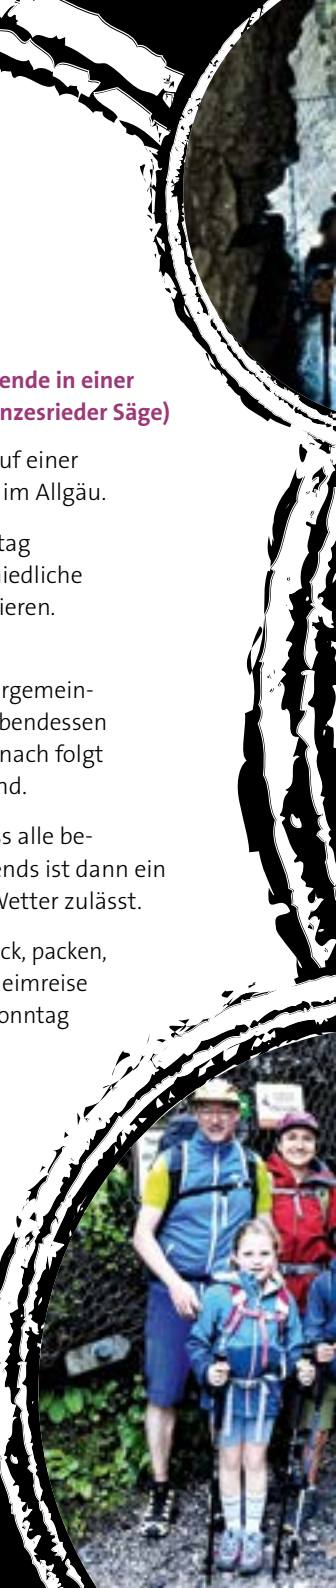 ende in einer
nzesrieder Säge)
uf einer
im Allgäu.
tag
iedliche
ieren.
rgemein-
bendessen
nach folgt
nd.
ss alle be-
ends ist dann ein
Wetter zulässt.
ck, packen,
eimreise
onntag